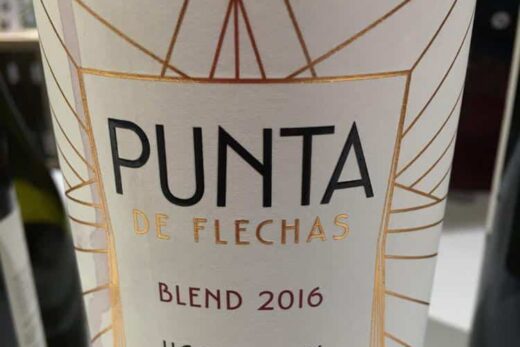 PUNTA
DE FLECHAS
BLEND 2016